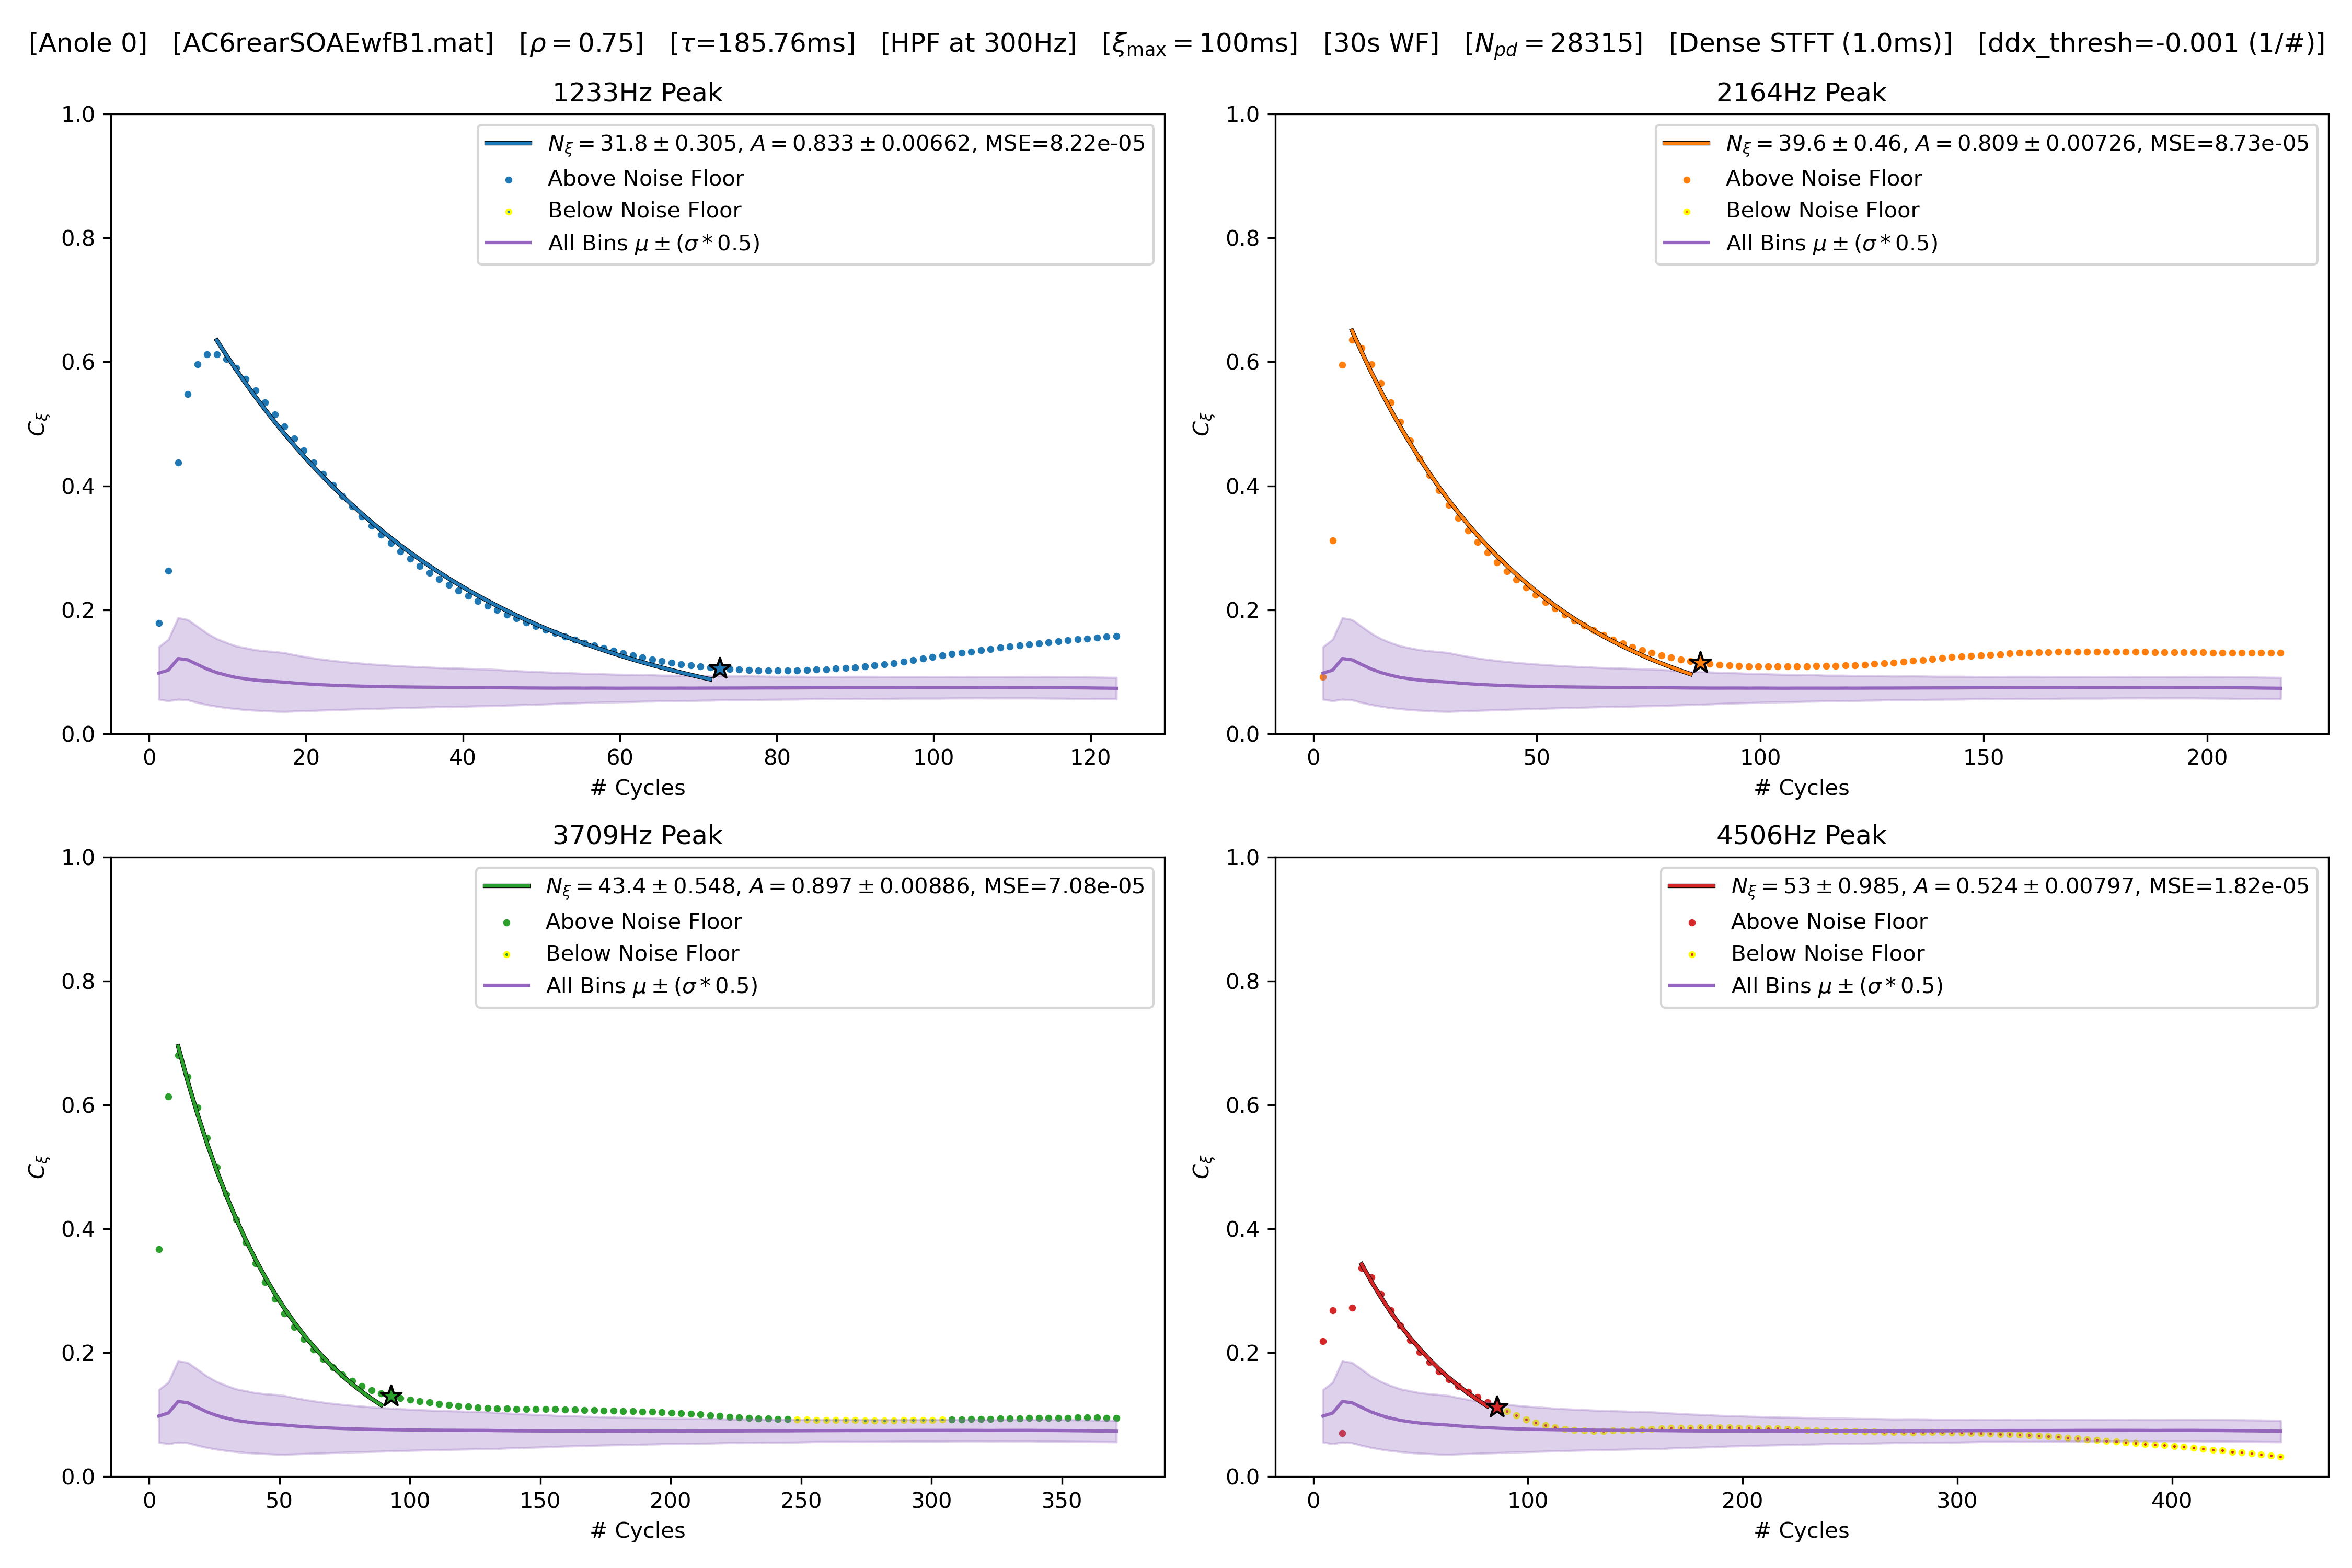 [Anole 0] [AC6rearSOAEwfB1.mat] [ρ = 0.75] [τ=185.76ms] [HPF at 300Hz] [ξmax = 100ms] [30s WF] [Npd = 28315] [Dense STFT (1.0ms)] [ddx_thresh=-0.001 (1/#)]
1233Hz Peak
Nξ = 31.8 ± 0.305, A = 0.833 ± 0.00662, MSE=8.22e-05
Above Noise Floor
Below Noise Floor
All Bins μ ± (σ * 0.5)
1.0
0.8
0.6
0.4
0.2
0.0
Cξ
0 20 40 60 80 100 120
# Cycles
2164Hz Peak
Nξ = 39.6 ± 0.46, A = 0.809 ± 0.00726, MSE=8.73e-05
Above Noise Floor
Below Noise Floor
All Bins μ ± (σ * 0.5)
1.0
0.8
0.6
0.4
0.2
0.0
Cξ
0 50 100 150 200
# Cycles
3709Hz Peak
Nξ = 43.4 ± 0.548, A = 0.897 ± 0.00886, MSE=7.08e-05
Above Noise Floor
Below Noise Floor
All Bins μ ± (σ * 0.5)
1.0
0.8
0.6
0.4
0.2
0.0
Cξ
0 50 100 150 200 250 300 350
# Cycles
4506Hz Peak
Nξ = 53 ± 0.985, A = 0.524 ± 0.00797, MSE=1.82e-05
Above Noise Floor
Below Noise Floor
All Bins μ ± (σ * 0.5)
1.0
0.8
0.6
0.4
0.2
0.0
Cξ
0 100 200 300 400
# Cycles